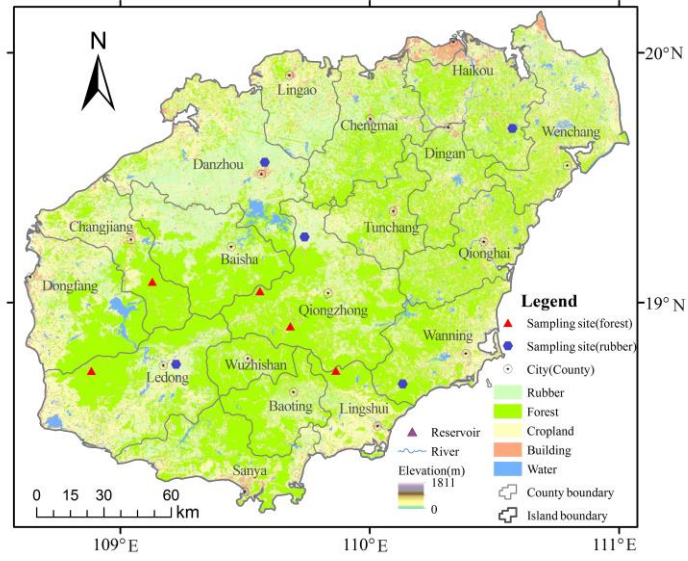 N
20°N
Haikou
Lingao
Chengmai
Wenchang
Dingan
Danzhou
Tunchang
Changjiang
Qionghai
Baisha
Dongfang
Qiongzhong
19°N
Legend
Sampling site(forest)
Sampling site(rubber)
City(County)
Rubber
Forest
Cropland
Building
Water
County boundary
Island boundary
Wanning
Wuzhishan
Ledong
Baoting
Lingshui
Reservoir
River
Elevation(m)
1811
0
Sanya
0 15 30 60
km
109°E
110°E
111°E